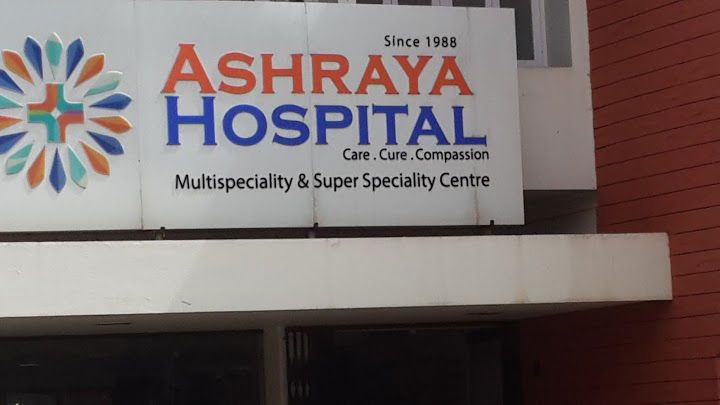 Since 1988
ASHRAYA
HOSPITAL
Care . Cure . Compassion
Multispeciality & Super Speciality Centre